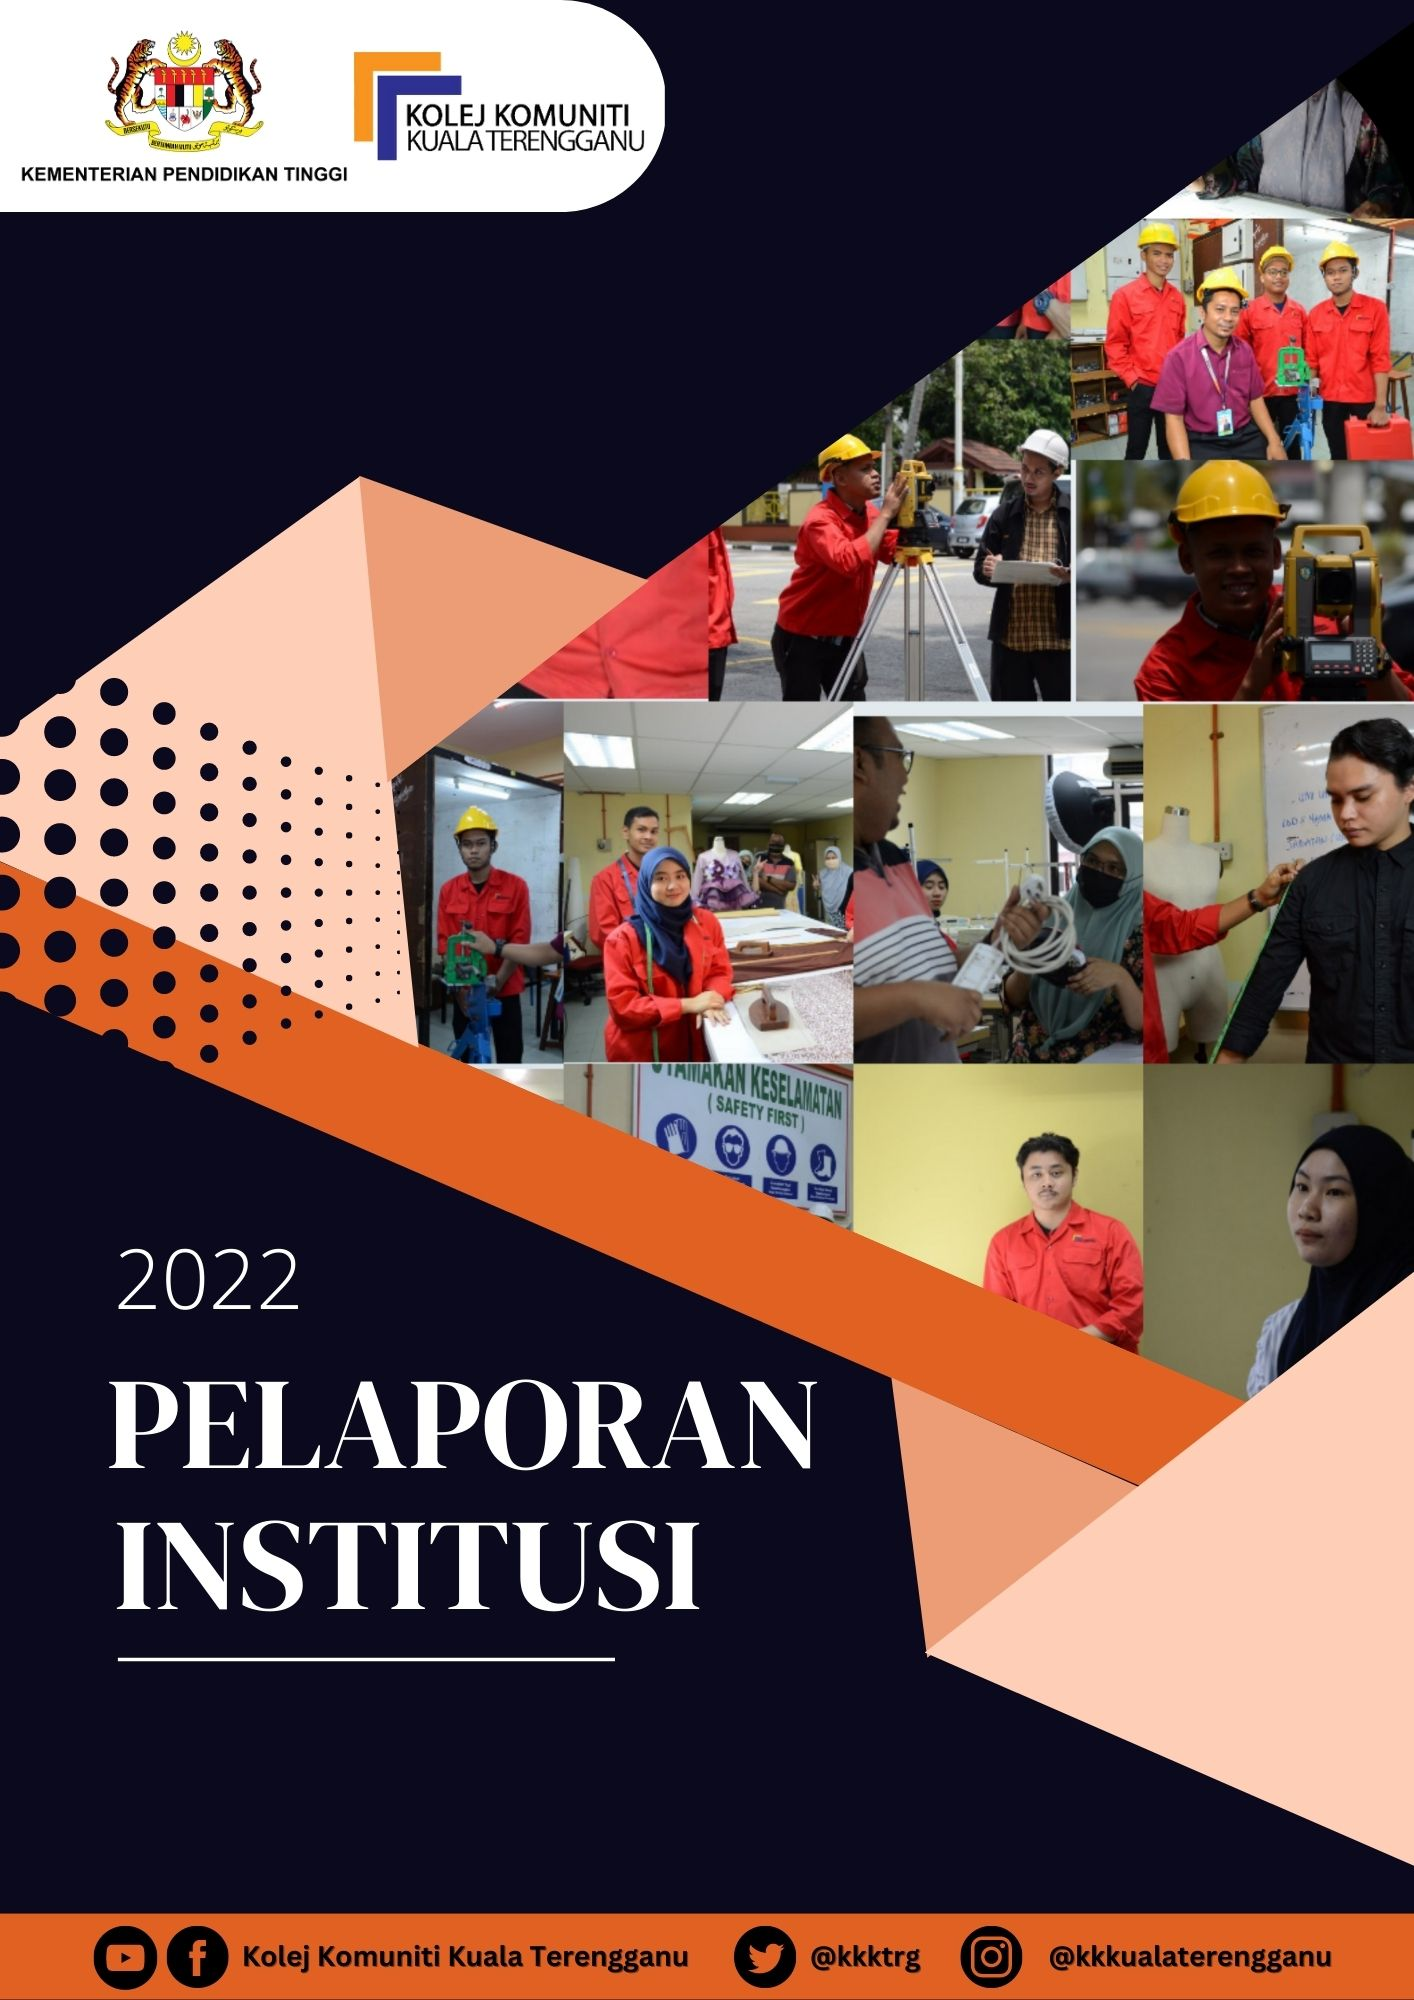 KEMENTERIAN PENDIDIKAN TINGGI
KOLEJ KOMUNITI
KUALA TERENGGANU
UTAMAKAN KESELAMATAN
( SAFETY FIRST )
2022
PELAPORAN
INSTITUSI
Kolej Komuniti Kuala Terengganu
@kkktrg
@kkkualaterengganu